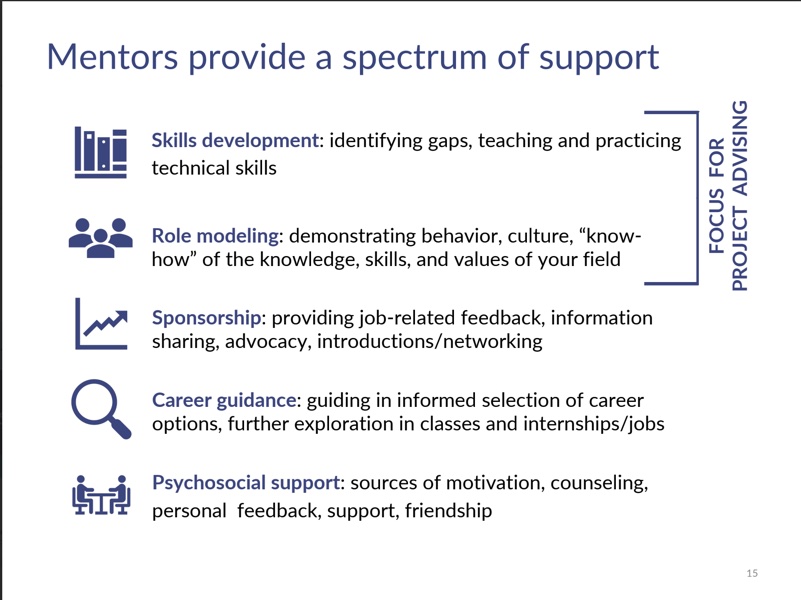 Mentors provide a spectrum of support
Skills development: identifying gaps, teaching and practicing
technical skills
Role modeling: demonstrating behavior, culture, “know-
how” of the knowledge, skills, and values of your field
Sponsorship: providing job-related feedback, information
sharing, advocacy, introductions/networking
Career guidance: guiding in informed selection of career
options, further exploration in classes and internships/jobs
Psychosocial support: sources of motivation, counseling,
personal  feedback, support, friendship
FOCUS FOR
PROJECT ADVISING
15